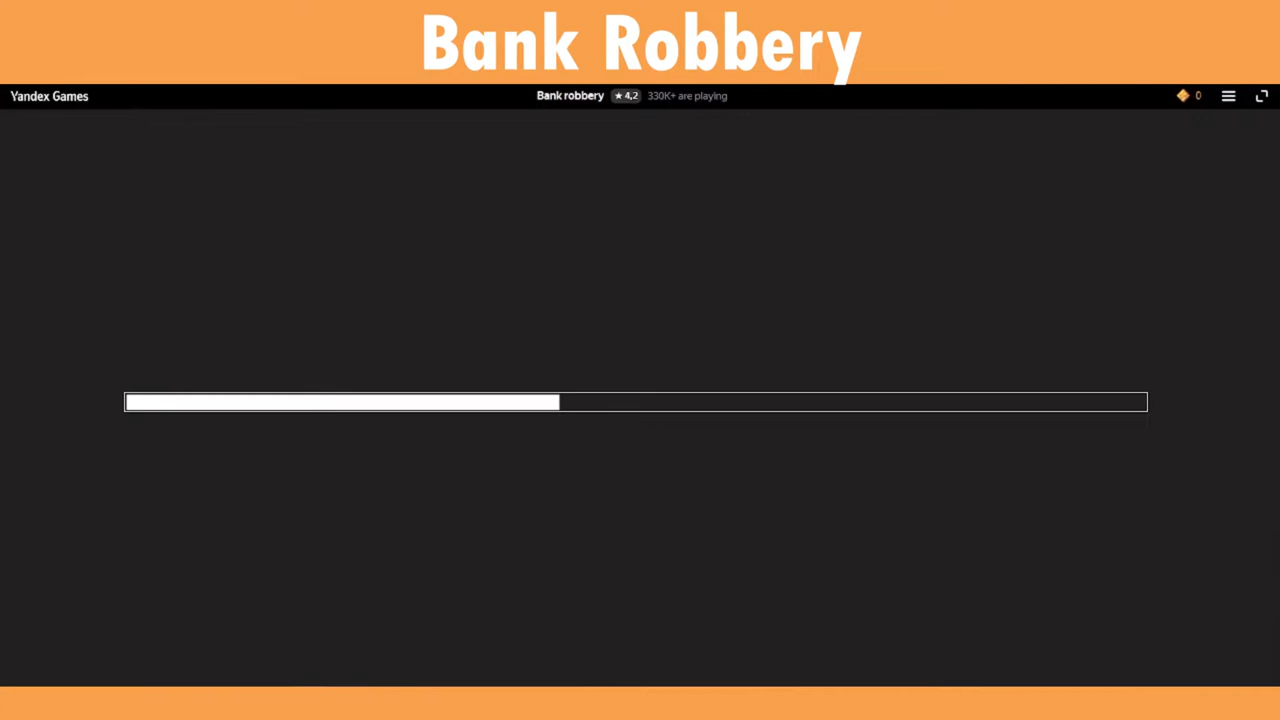 Bank Robbery
Yandex Games Bank robbery ★ 4,2 330K+ are playing 0